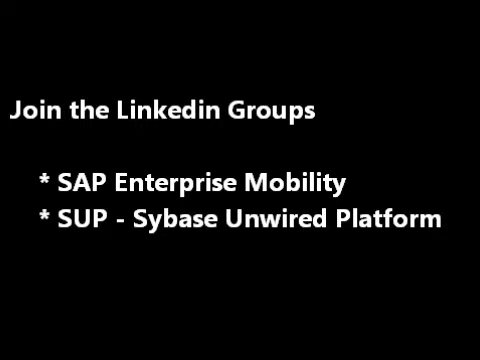 Join the Linkedin Groups
* SAP Enterprise Mobility
* SUP - Sybase Unwired Platform